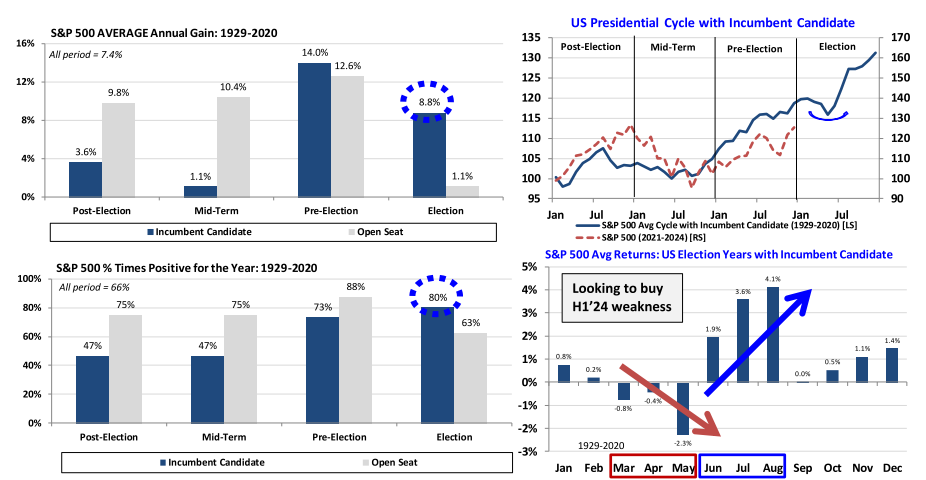 S&P 500 AVERAGE Annual Gain: 1929-2020
All period = 7.4%
16%
12%
8%
4%
0%
3.6%
9.8%
1.1%
10.4%
14.0%
12.6%
8.8%
1.1%
Post-Election
Mid-Term
Pre-Election
Election
Incumbent Candidate
Open Seat
US Presidential Cycle with Incumbent Candidate
135
130
125
120
115
110
105
100
95
170
160
150
140
130
120
110
100
90
Post-Election
Mid-Term
Pre-Election
Election
Jan
Jul
Jan
Jul
Jan
Jul
Jan
Jul
S&P 500 Avg Cycle with Incumbent Candidate (1929-2020) [LS]
S&P 500 (2021-2024) [RS]
S&P 500 % Times Positive for the Year: 1929-2020
All period = 66%
100%
80%
60%
40%
20%
0%
47%
75%
47%
75%
73%
88%
80%
63%
Post-Election
Mid-Term
Pre-Election
Election
Incumbent Candidate
Open Seat
S&P 500 Avg Returns: US Election Years with Incumbent Candidate
5%
4%
3%
2%
1%
0%
-1%
-2%
-3%
Looking to buy
H1'24 weakness
0.8%
0.2%
-0.8%
-0.4%
-2.3%
1.9%
3.6%
4.1%
0.0%
0.5%
1.1%
1.4%
1929-2020
Jan
Feb
Mar
Apr
May
Jun
Jul
Aug
Sep
Oct
Nov
Dec